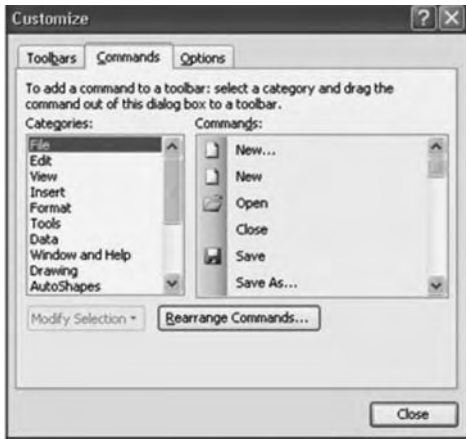 Customize
Toolbars Commands Options
To add a command to a toolbar: select a category and drag the
command out of this dialog box to a toolbar.
Categories: Commands:
File
Edit
View
Insert
Format
Tools
Data
Window and Help
Drawing
AutoShapes
New...
New
Open
Close
Save
Save As...
Modify Selection
Rearrange Commands...
Close